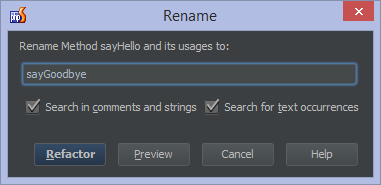 Rename
Rename Method sayHello and its usages to:
sayGoodbye
Search in comments and strings Search for text occurrences
Refactor Preview Cancel Help